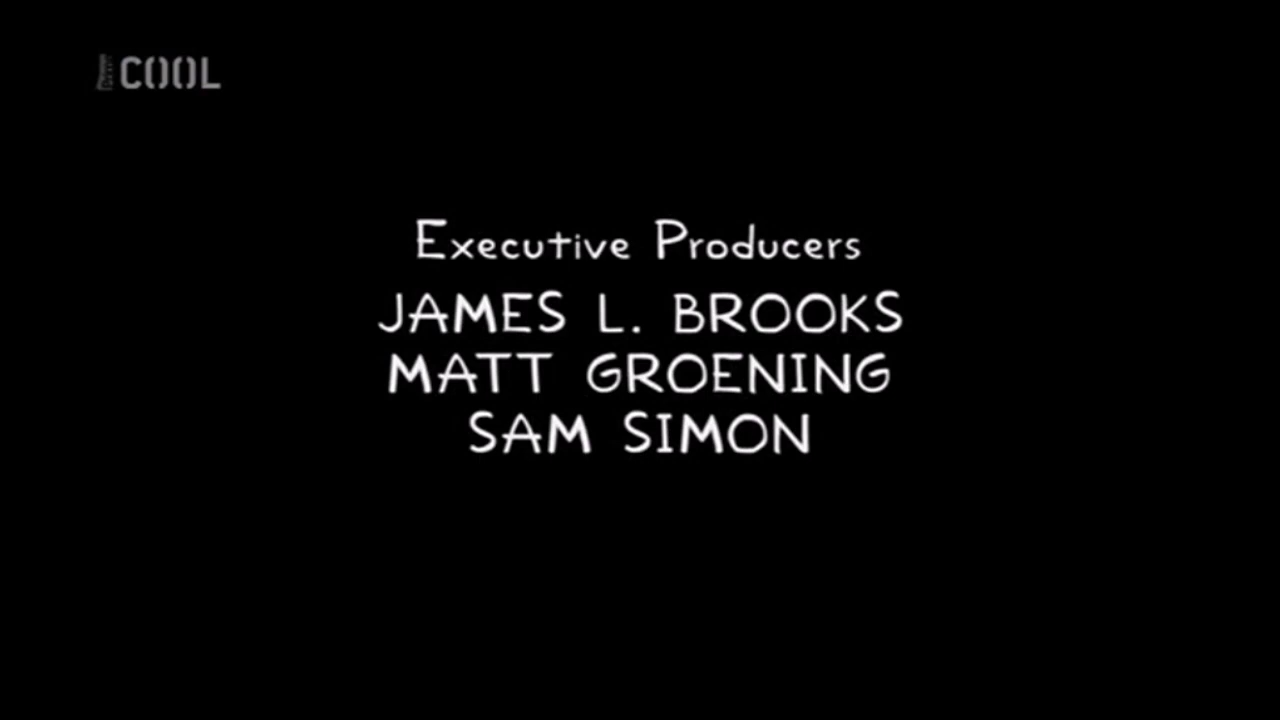 COOL
Executive Producers
JAMES L. BROOKS
MATT GROENING
SAM SIMON